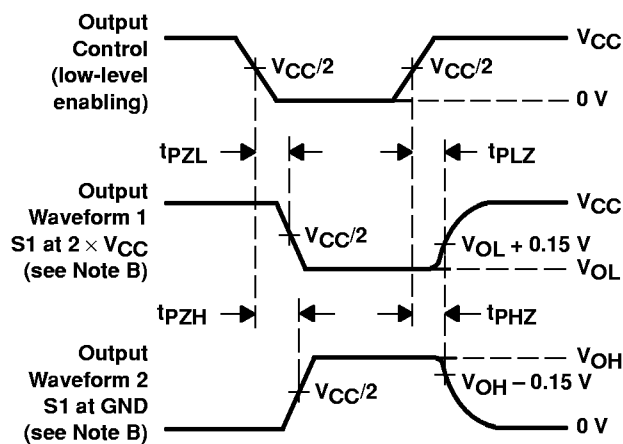 Output
Control
(low-level
enabling)
VCC/2
VCC/2
VCC
0 V
tPZL
tPLZ
Output
Waveform 1
S1 at 2 × VCC
(see Note B)
VCC/2
VCC
VOL + 0.15 V
VOL
tPZH
tPHZ
Output
Waveform 2
S1 at GND
(see Note B)
VCC/2
VOH
VOH – 0.15 V
0 V